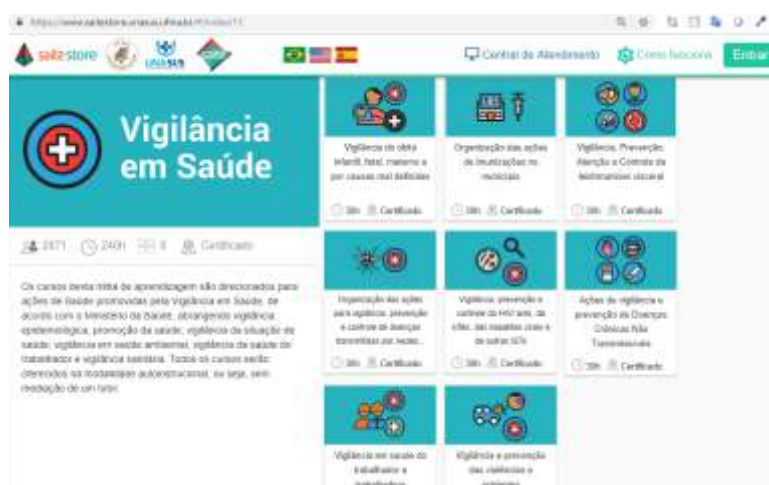 saite store
UNASUS
Central de Atendimento
Como funciona
Entrar
Vigilância
em Saúde
2871
240h
8
Certificado
Os cursos desta trilha de aprendizagem são direcionados para
ações de Saúde promovidas pela Vigilância em Saúde, de
acordo com o Ministério da Saúde, abrangendo vigilância
epidemiológica, promoção da saúde, vigilância da situação de
saúde, vigilância em saúde ambiental, vigilância da saúde do
trabalhador e vigilância sanitária. Todos os cursos serão
oferecidos na modalidade autoinstrucional, ou seja, sem
mediação de um tutor.
Vigilância do óbito
infantil, fetal, materno e
por causas mal definidas
30h Certificado
Organização das ações
de imunizações no
município
30h Certificado
Vigilância, Prevenção,
Atenção e Controle da
leishmaniose visceral
30h Certificado
Organização das ações
para vigilância, prevenção
e controle de doenças
transmitidas por vetores...
30h Certificado
Vigilância, prevenção e
controle do HIV/aids, da
sífilis, das hepatites virais e
de outras ISTs
30h Certificado
Ações de vigilância e
prevenção de Doenças
Crônicas Não
Transmissíveis
30h Certificado
Vigilância em saúde do
trabalhador e
trabalhadora
Vigilância e prevenção
das violências e
acidentes